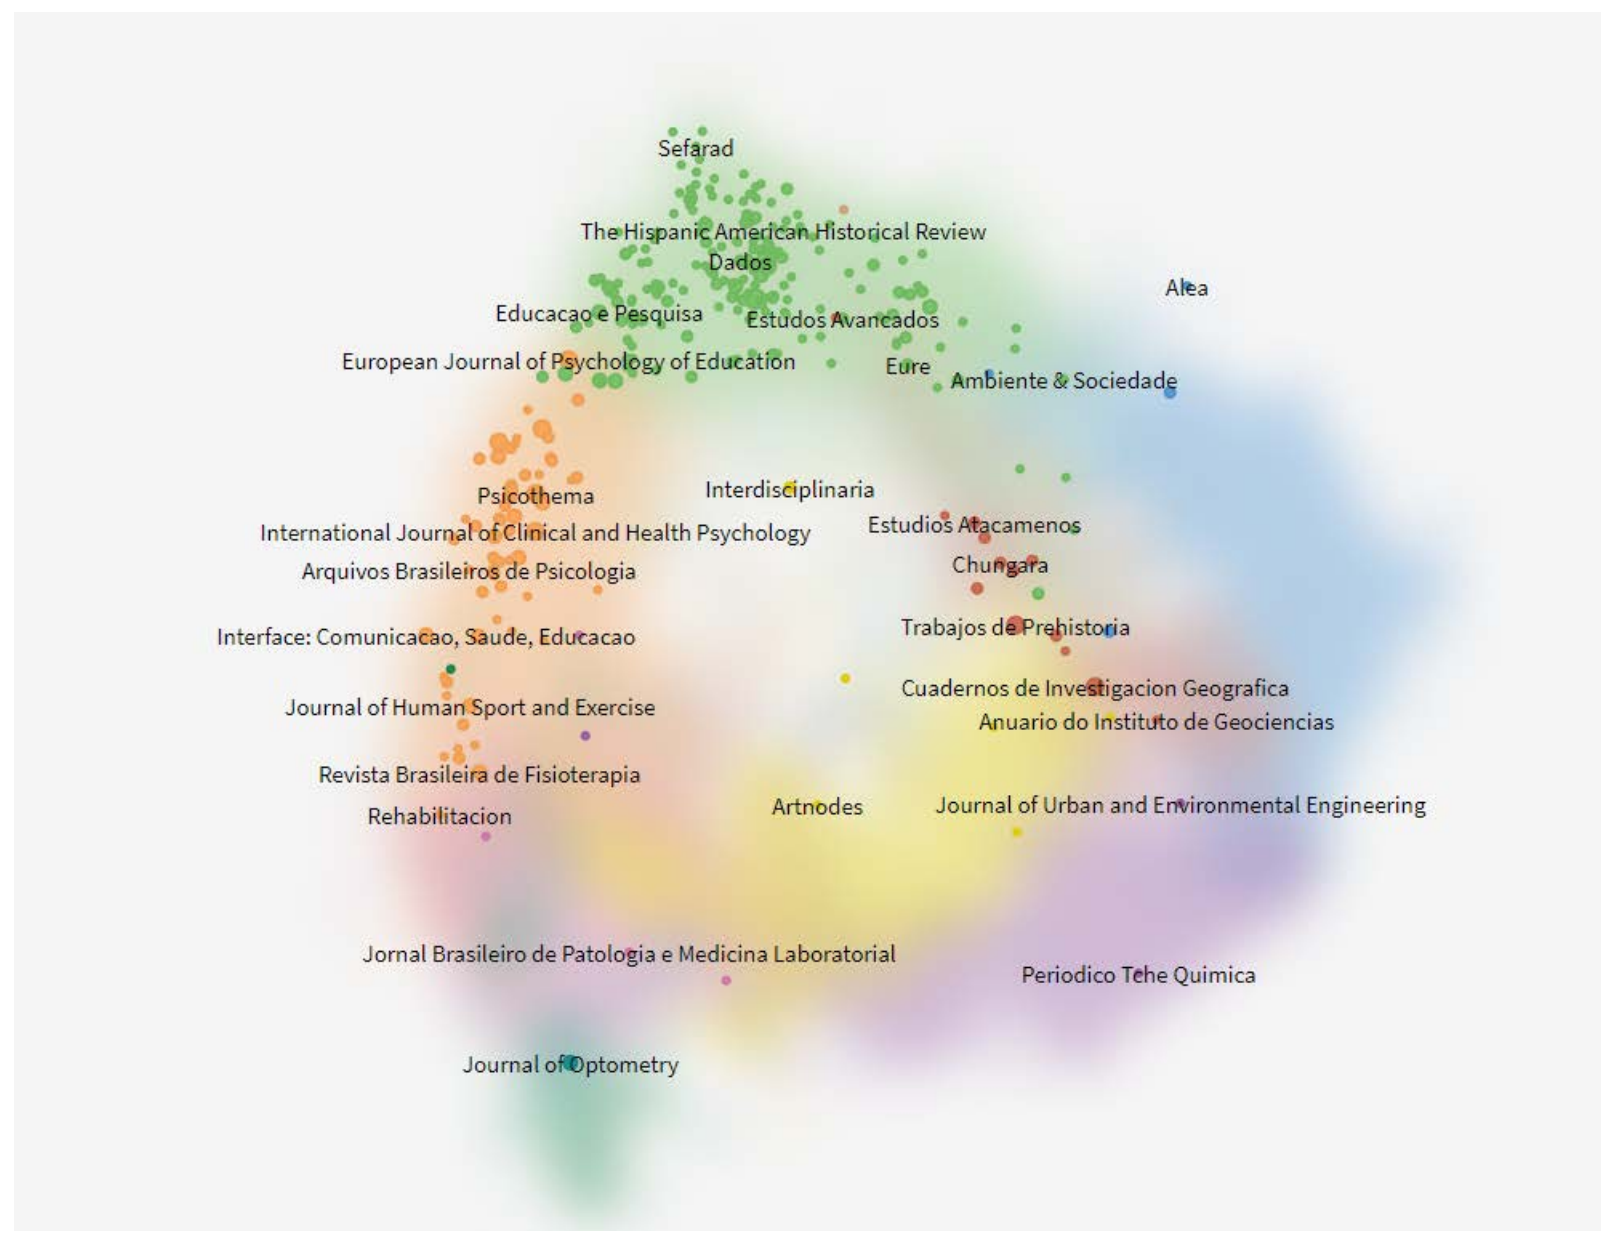 Sefarad
The Hispanic American Historical Review
Dados
Alea
Educacao e Pesquisa
Estudos Avancados
European Journal of Psychology of Education
Eure
Ambiente & Sociedade
Interdisciplinaria
Psicothema
Estudios Atacamenos
International Journal of Clinical and Health Psychology
Chungara
Arquivos Brasileiros de Psicologia
Trabajos de Prehistoria
Interface: Comunicacao, Saude, Educacao
Cuadernos de Investigacion Geografica
Journal of Human Sport and Exercise
Anuario do Instituto de Geociencias
Revista Brasileira de Fisioterapia
Artnodes
Journal of Urban and Environmental Engineering
Rehabilitacion
Jornal Brasileiro de Patologia e Medicina Laboratorial
Periodico Tche Quimica
Journal of Optometry